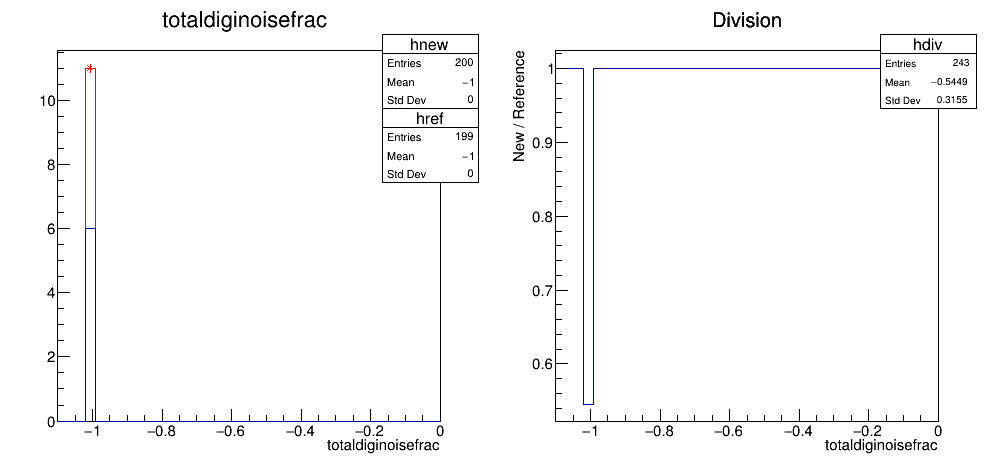 totaldiginoisefrac
hnew
Entries 200
Mean −1
Std Dev 0
href
Entries 199
Mean −1
Std Dev 0
10
8
6
4
2
0
−1 −0.8 −0.6 −0.4 −0.2 0
totaldiginoisefrac
Division
hdiv
Entries 243
Mean −0.5449
Std Dev 0.3155
New / Reference
1
0.9
0.8
0.7
0.6
−1 −0.8 −0.6 −0.4 −0.2 0
totaldiginoisefrac